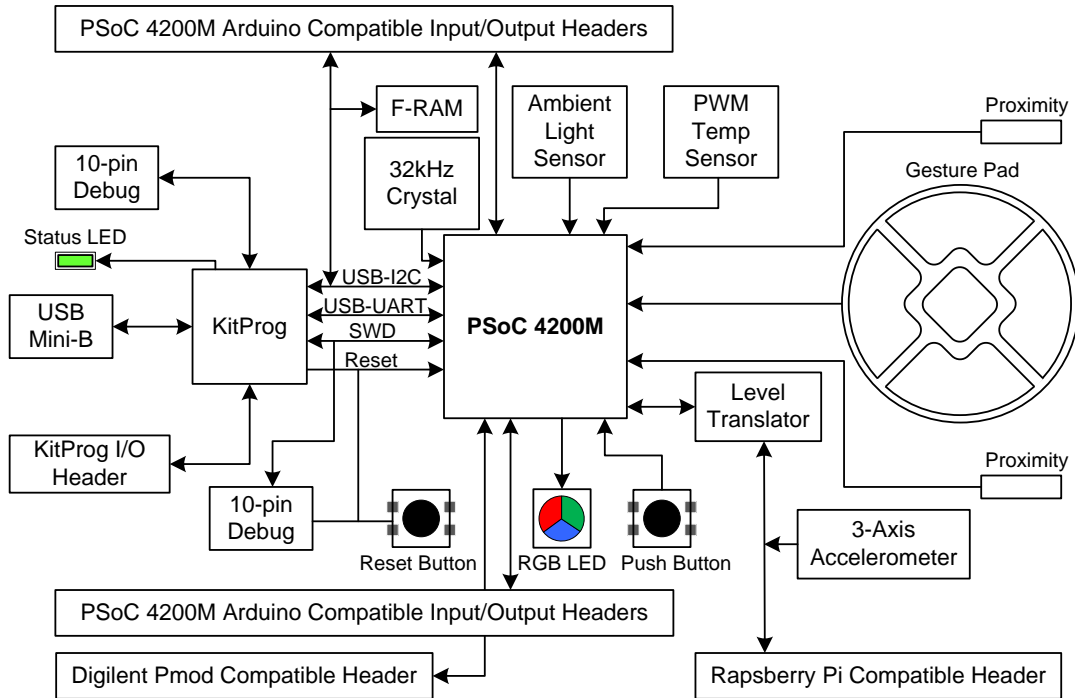 PSoC 4200M Arduino Compatible Input/Output Headers
F-RAM
Ambient
Light
Sensor
PWM
Temp
Sensor
Proximity
10-pin
Debug
32kHz
Crystal
Gesture Pad
Status LED
USB-I2C
USB-UART
SWD
Reset
KitProg
PSoC 4200M
USB
Mini-B
Level
Translator
KitProg I/O
Header
10-pin
Debug
Reset Button
RGB LED
Push Button
Proximity
3-Axis
Accelerometer
PSoC 4200M Arduino Compatible Input/Output Headers
Digilent Pmod Compatible Header
Rapsberry Pi Compatible Header